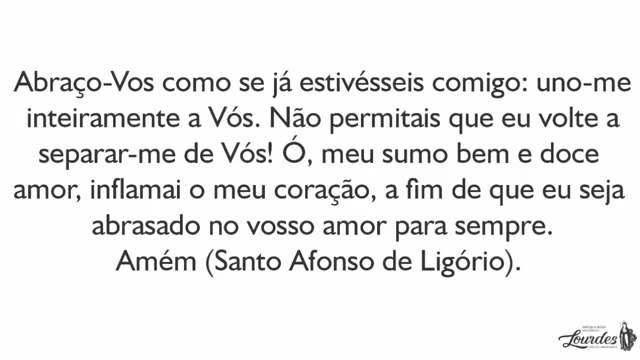 Abraço-Vos como se já estivésseis comigo: uno-me
inteiramente a Vós. Não permitais que eu volte a
separar-me de Vós! Ó, meu sumo bem e doce
amor, inflamai o meu coração, a fim de que eu seja
abrasado no vosso amor para sempre.
Amém (Santo Afonso de Ligório).
Lourdes